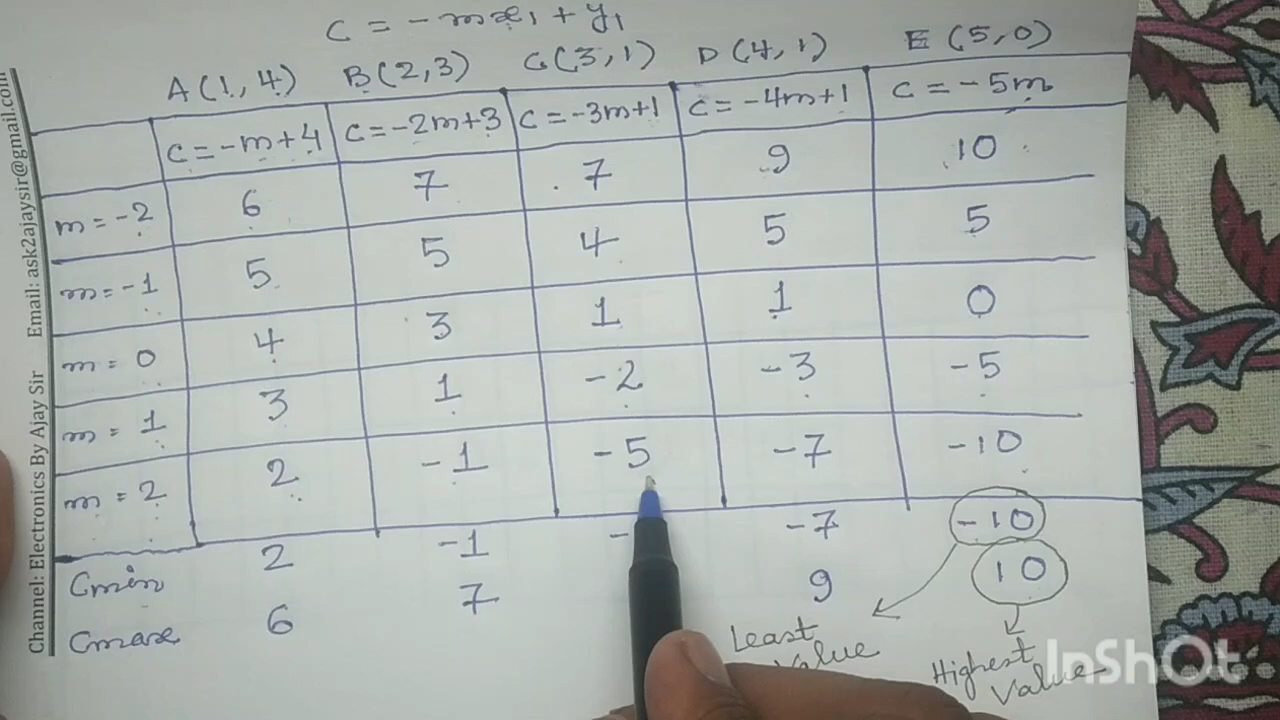 C = -mx₁ + y₁
A(1,4) B(2,3) C(3,1) D(4,1) E(5,0)
C=-m+4 C=-2m+3 C=-3m+1 C=-4m+1 C=-5m
m=-2 6 7 7 9 10
m=-1 5 5 4 5 5
m=0 4 3 1 1 0
m=1 3 1 -2 -3 -5
m=2 2 -1 -5 -7 -10
Cmin 2 -1 - -7 -10
Cmax 6 7 9 10
Least
Value
Highest
Value
Channel: Electronics By Ajay Sir Email: ask2ajaysir@gmail.com
InShOt